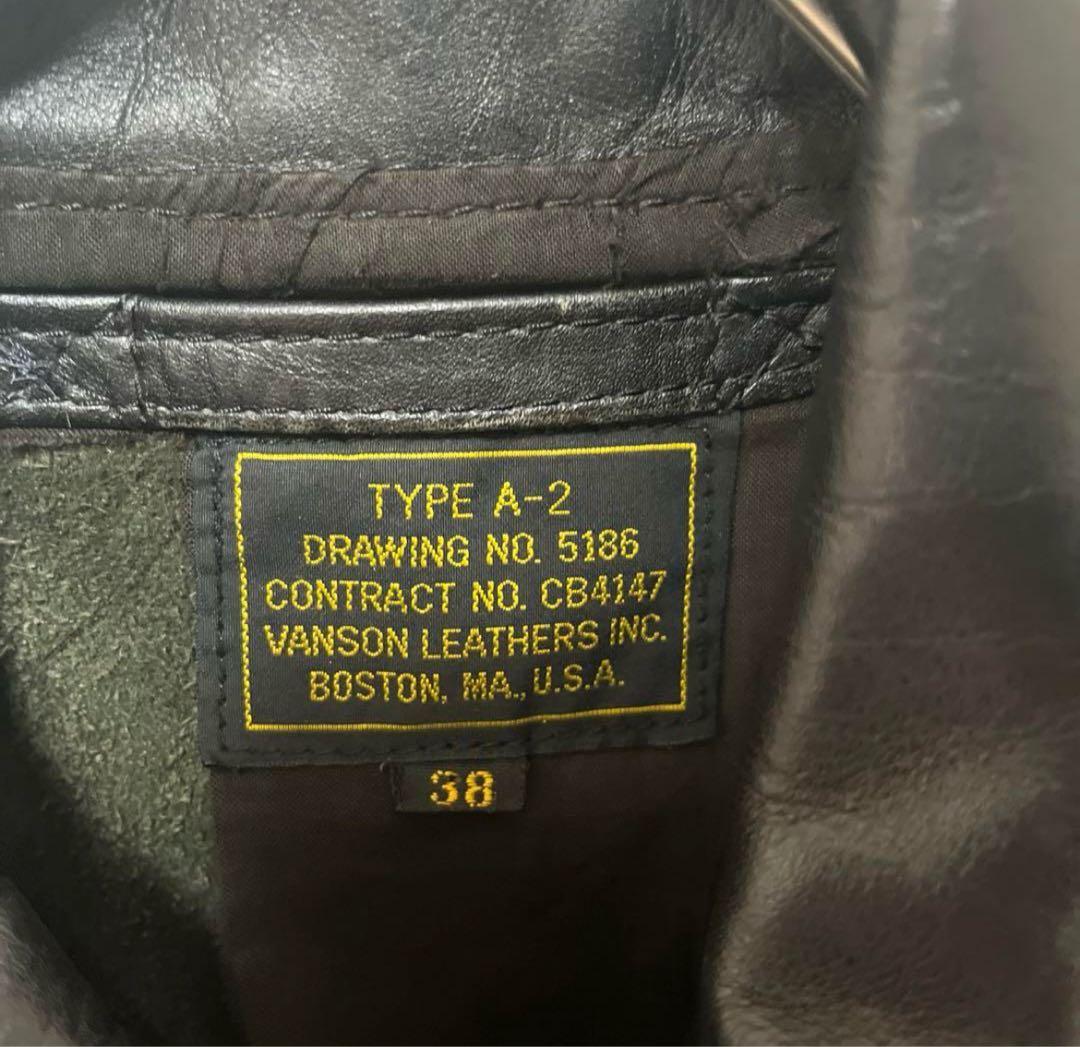 TYPE A-2
DRAWING NO. 5186
CONTRACT NO. CB4147
VANSON LEATHERS INC.
BOSTON, MA., U.S.A.
38